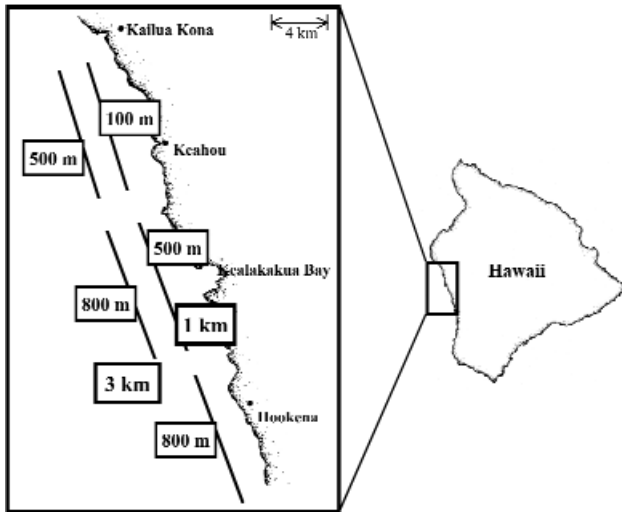 Kailua Kona
4 km
100 m
500 m
Keahou
500 m
Kealakakua Bay
Hawaii
800 m
1 km
3 km
Hookena
800 m